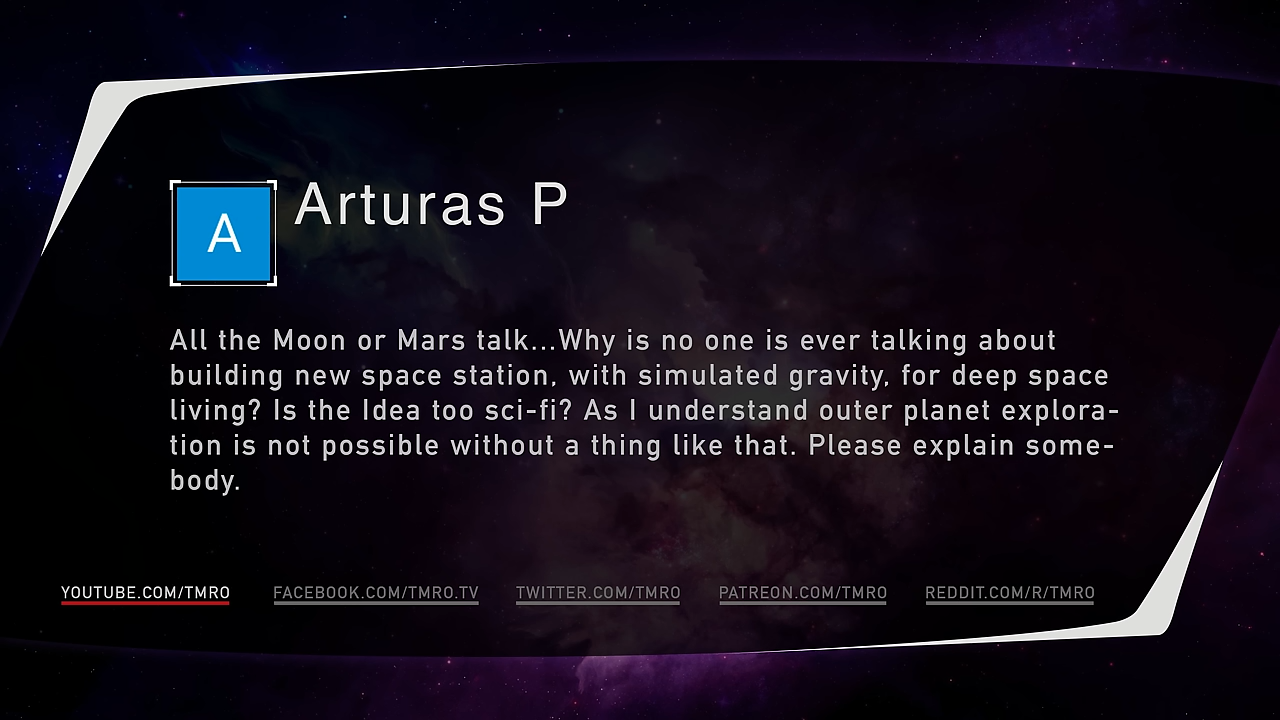 A
Arturas P
All the Moon or Mars talk...Why is no one is ever talking about
building new space station, with simulated gravity, for deep space
living? Is the Idea too sci-fi? As I understand outer planet explora-
tion is not possible without a thing like that. Please explain some-
body.
YOUTUBE.COM/TMRO FACEBOOK.COM/TMRO.TV TWITTER.COM/TMRO PATREON.COM/TMRO REDDIT.COM/R/TMRO